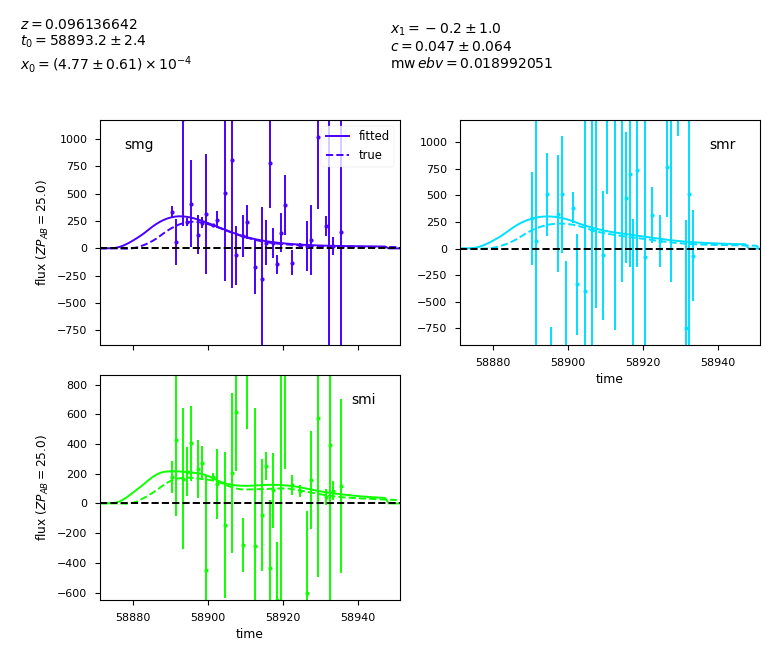 z = 0.096136642
t₀ = 58893.2 ± 2.4
x₀ = (4.77 ± 0.61) × 10⁻⁴
x₁ = −0.2 ± 1.0
c = 0.047 ± 0.064
mw ebv = 0.018992051
smg
fitted
true
1000
750
500
250
0
−250
−500
−750
flux (ZP_AB = 25.0)
smr
1000
750
500
250
0
−250
−500
−750
58880 58900 58920 58940
time
smi
800
600
400
200
0
−200
−400
−600
flux (ZP_AB = 25.0)
58880 58900 58920 58940
time